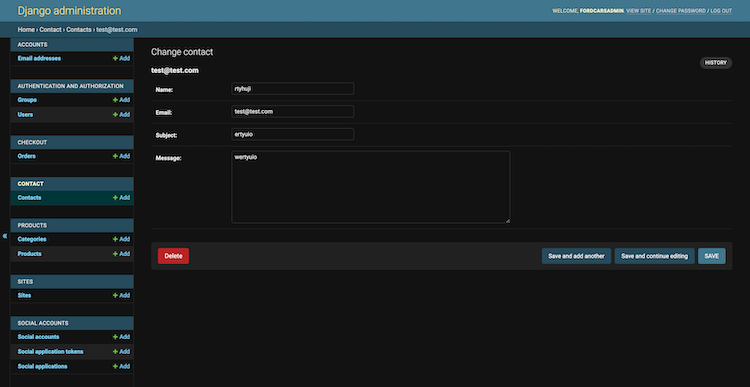 Django administration
WELCOME, FORDCARSADMIN. VIEW SITE / CHANGE PASSWORD / LOG OUT
Home › Contact › Contacts › test@test.com
ACCOUNTS
Email addresses + Add
AUTHENTICATION AND AUTHORIZATION
Groups + Add
Users + Add
CHECKOUT
Orders + Add
CONTACT
Contacts + Add
PRODUCTS
Categories + Add
Products + Add
SITES
Sites + Add
SOCIAL ACCOUNTS
Social accounts + Add
Social application tokens + Add
Social applications + Add
«
Change contact
test@test.com
HISTORY
Name: rtyhuji
Email: test@test.com
Subject: ertyuio
Message: wertyuio
Delete
Save and add another
Save and continue editing
SAVE